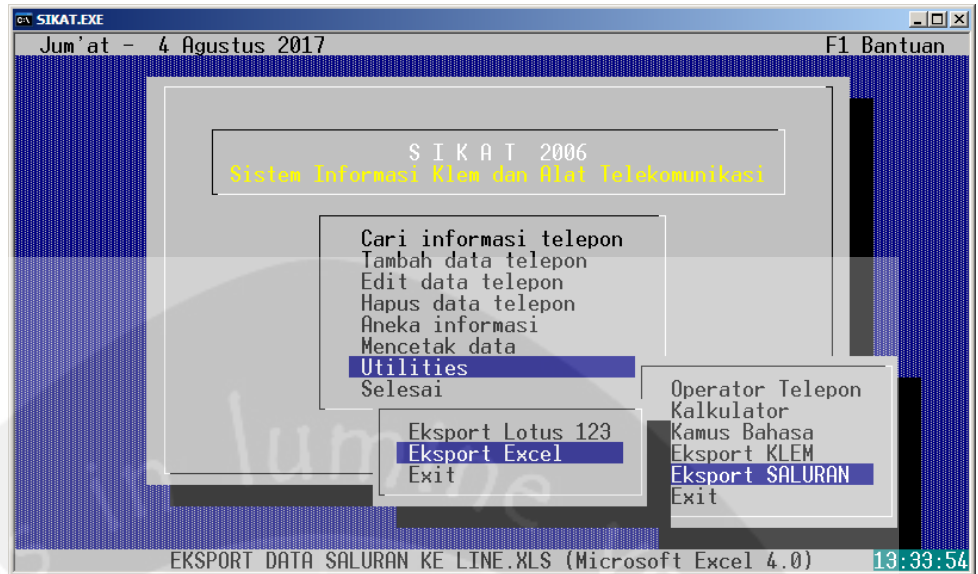 SIKAT.EXE
Jum'at - 4 Agustus 2017 F1 Bantuan
S I K A T 2006
Sistem Informasi Klem dan Alat Telekomunikasi
Cari informasi telepon
Tambah data telepon
Edit data telepon
Hapus data telepon
Aneka informasi
Mencetak data
Utilities
Selesai
Operator Telepon
Kalkulator
Kamus Bahasa
Eksport KLEM
Eksport SALURAN
Exit
Eksport Lotus 123
Eksport Excel
Exit
EKSPORT DATA SALURAN KE LINE.XLS (Microsoft Excel 4.0) 13:33:54
in lumine